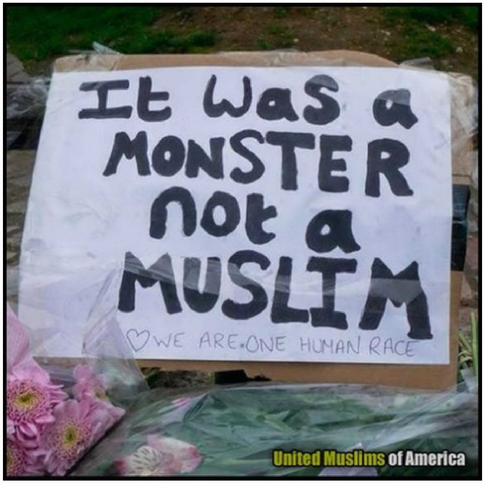 It was a
MONSTER
not a
MUSLIM
♡WE ARE•ONE HUMAN RACE
United Muslims of America